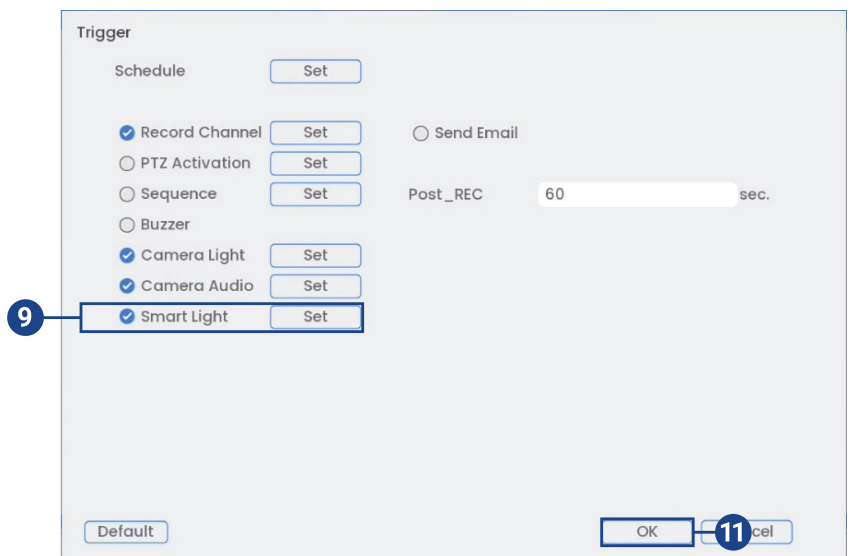 Trigger
Schedule Set
Record Channel Set Send Email
PTZ Activation Set
Sequence Set Post_REC 60 sec.
Buzzer
Camera Light Set
Camera Audio Set
9 Smart Light Set
Default OK 11 cel